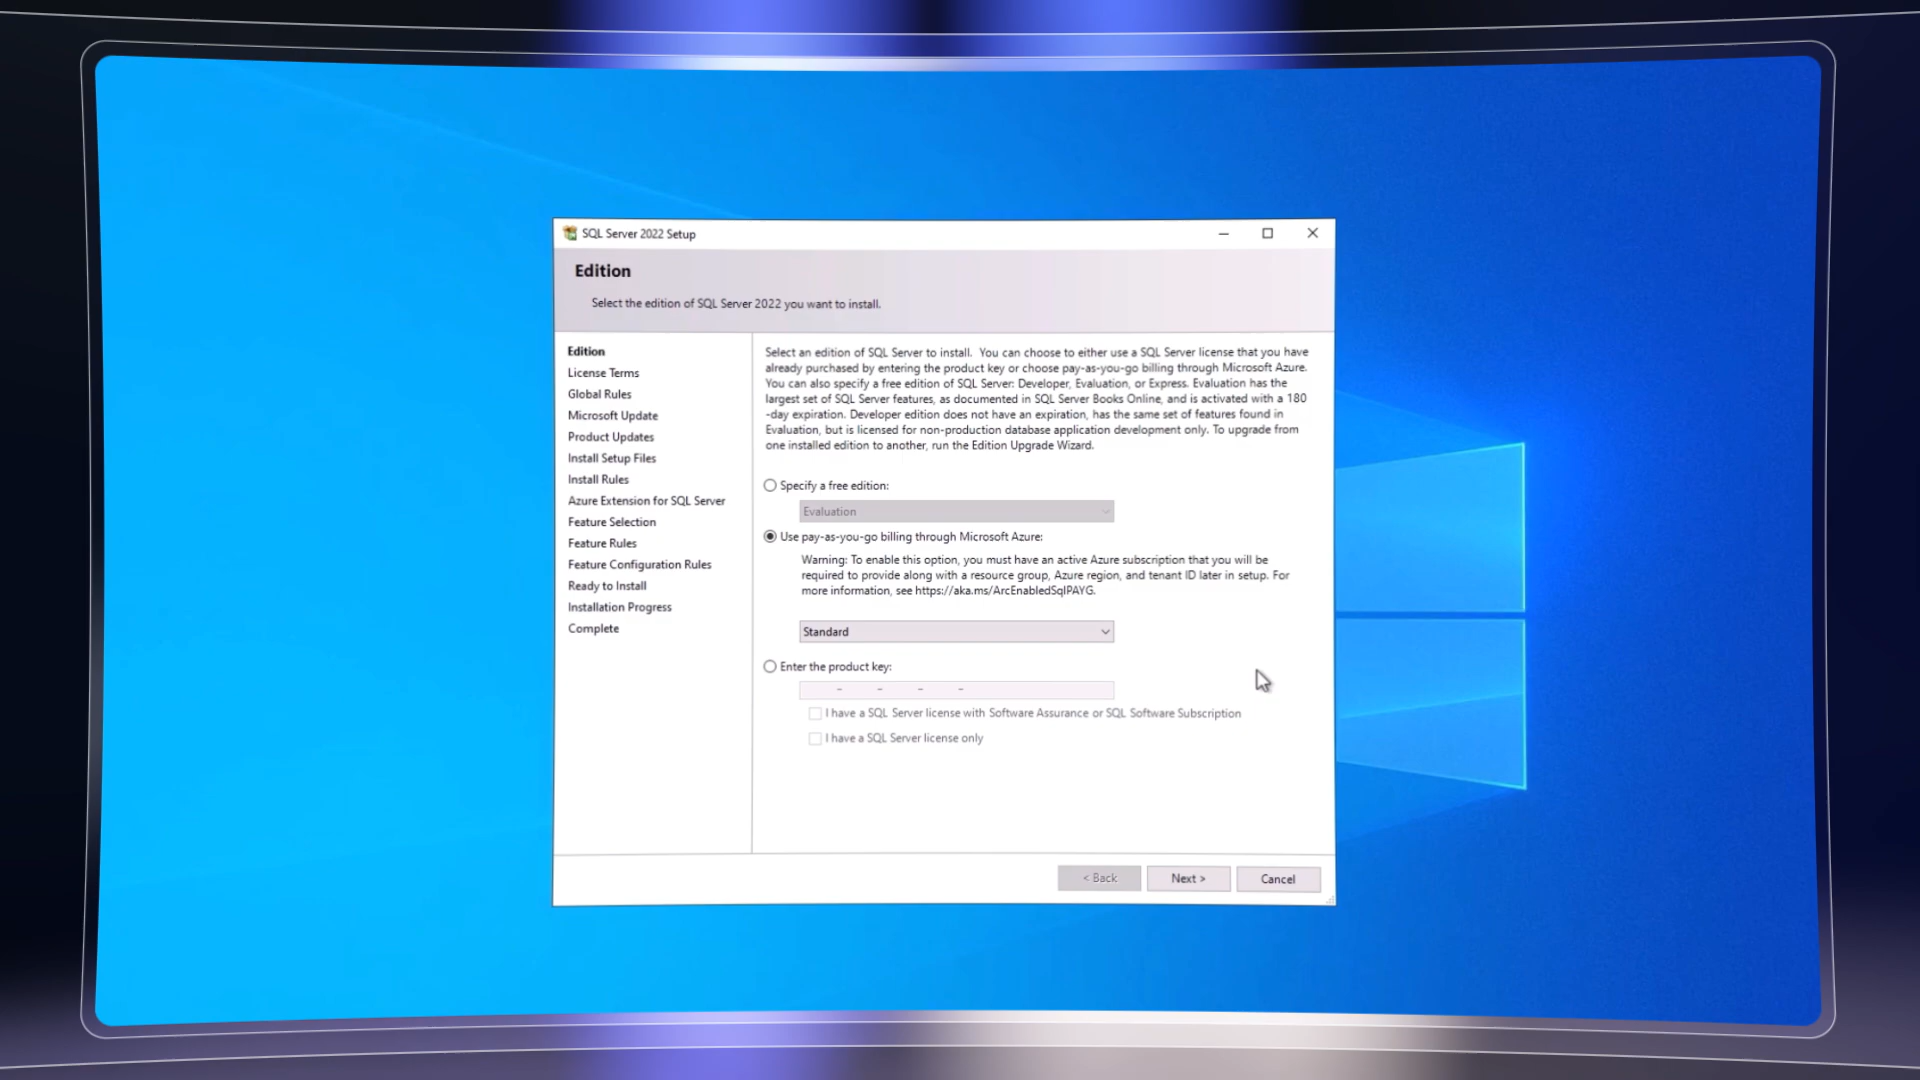 SQL Server 2022 Setup
Edition
Select the edition of SQL Server 2022 you want to install.
Edition
License Terms
Global Rules
Microsoft Update
Product Updates
Install Setup Files
Install Rules
Azure Extension for SQL Server
Feature Selection
Feature Rules
Feature Configuration Rules
Ready to Install
Installation Progress
Complete
Select an edition of SQL Server to install. You can choose to either use a SQL Server license that you have
already purchased by entering the product key or choose pay-as-you-go billing through Microsoft Azure.
You can also specify a free edition of SQL Server: Developer, Evaluation, or Express. Evaluation has the
largest set of SQL Server features, as documented in SQL Server Books Online, and is activated with a 180
-day expiration. Developer edition does not have an expiration, has the same set of features found in
Evaluation, but is licensed for non-production database application development only. To upgrade from
one installed edition to another, run the Edition Upgrade Wizard.
Specify a free edition:
Evaluation
Use pay-as-you-go billing through Microsoft Azure:
Warning: To enable this option, you must have an active Azure subscription that you will be
required to provide along with a resource group, Azure region, and tenant ID later in setup. For
more information, see https://aka.ms/ArcEnabledSqlPAYG.
Standard
Enter the product key:
- - - -
I have a SQL Server license with Software Assurance or SQL Software Subscription
I have a SQL Server license only
< Back
Next >
Cancel